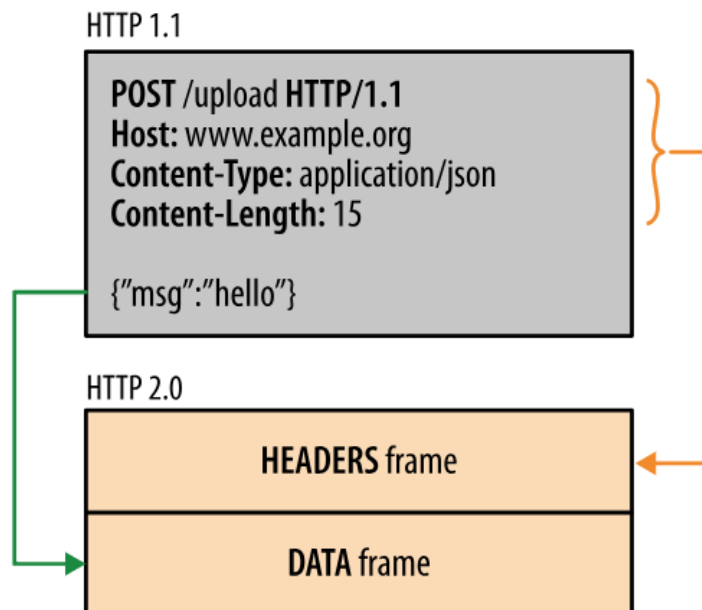 HTTP 1.1
POST /upload HTTP/1.1
Host: www.example.org
Content-Type: application/json
Content-Length: 15
{”msg”:”hello”}
HTTP 2.0
HEADERS frame
DATA frame